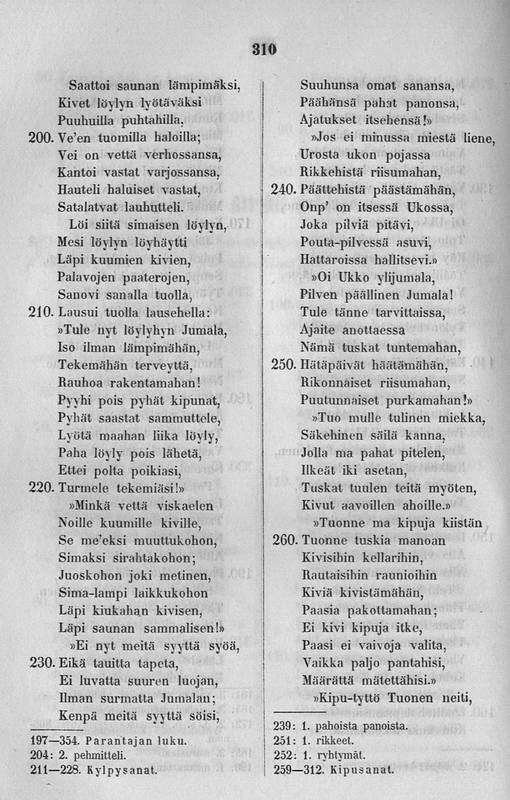 310
Saattoi saunan lämpimäksi,
Kivet löylyn lyötäväksi
Puuhuilla puhtahilla,
200. Ve'en tuomilla haloilla;
Vei on vettä verhossansa,
Kantoi vastat varjossansa,
Hauteli haluiset vastat,
Satalatvat lauhutteli.
Löi siitä simaisen löylyn,
Mesi löylyn löyhäytti
Läpi kuumien kivien,
Palavojen paaterojen,
Sanovi sanalla tuolla,
210. Lausui tuolla lausehella:
»Tule nyt löylyhyn Jumala,
Iso ilman lämpimähän,
Tekemähän terveyttä,
Rauhoa rakentamahan!
Pyyhi pois pyhät kipunat,
Pyhät saastat sammuttele,
Lyötä maahan liika löyly,
Paha löyly pois lähetä,
Ettei polta poikiasi,
220. Turmele tekemiäsi!»
»Minkä vettä viskaelen
Noille kuumille kiville,
Se me'eksi muuttukohon,
Simaksi sirahtakohon;
Juoskohon joki metinen,
Sima-lampi laikkukohon
Läpi kiukahan kivisen,
Läpi saunan sammalisen!»
»Ei nyt meitä syyttä syöä,
230. Eikä tauitta tapeta,
Ei luvatta suuren luojan,
Ilman surmatta Jumalan;
Kenpä meitä syyttä söisi,
197—354. Parantajan luku.
204: 2. pehmitteli.
211—228. Kylpysanat.
Suuhunsa omat sanansa,
Päähänsä pahat panonsa,
Ajatukset itsehensä!»
»Jos ei minussa miestä liene,
Urosta ukon pojassa
Rikkehistä riisumahan,
240. Päättehistä päästämähän,
Onp' on itsessä Ukossa,
Joka pilviä pitävi,
Pouta-pilvessä asuvi,
Hattaroissa hallitsevi.»
»Oi Ukko ylijumala,
Pilven päällinen Jumala!
Tule tänne tarvittaissa,
Ajaite anottaessa
Nämä tuskat tuntemahan,
250. Hätäpäivät häätämähän,
Rikonnaiset riisumahan,
Puutunnaiset purkamahan!»
»Tuo mulle tulinen miekka,
Säkehinen säilä kanna,
Jolla ma pahat pitelen,
Ilkeät iki asetan,
Tuskat tuulen teitä myöten,
Kivut aavoillen ahoille.»
»Tuonne ma kipuja kiistän
260. Tuonne tuskia manoan
Kivisihin kellarihin,
Rautaisihin raunioihin
Kiviä kivistämähän,
Paasia pakottamahan;
Ei kivi kipuja itke,
Paasi ei vaivoja valita,
Vaikka paljo pantahisi,
Määrättä mätettähisi.»
»Kipu-tyttö Tuonen neiti,
239: 1. pahoista panoista.
251: 1. rikkeet.
252: 1. ryhtymät.
259—312. Kipusanat.